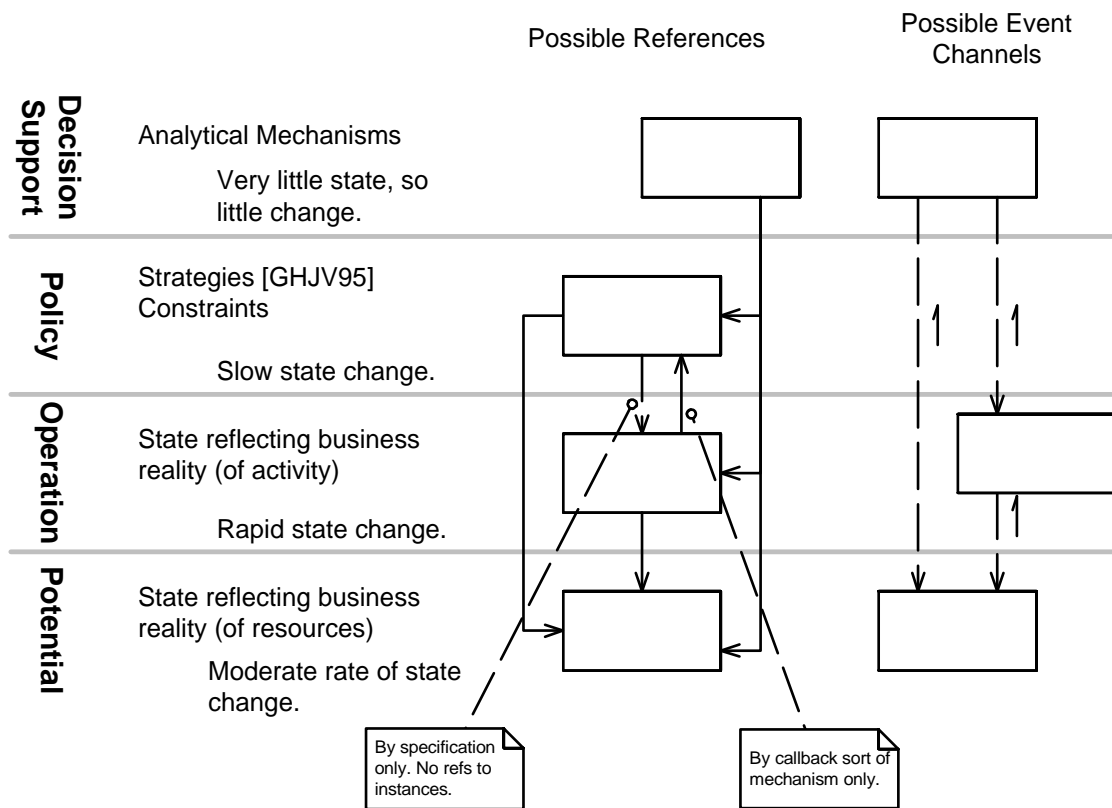 Possible References
Possible Event
Channels
Decision
Support
Analytical Mechanisms
Very little state, so
little change.
Policy
Strategies [GHJV95]
Constraints
Slow state change.
Operation
State reflecting business
reality (of activity)
Rapid state change.
Potential
State reflecting business
reality (of resources)
Moderate rate of state
change.
By specification
only. No refs to
instances.
By callback sort of
mechanism only.